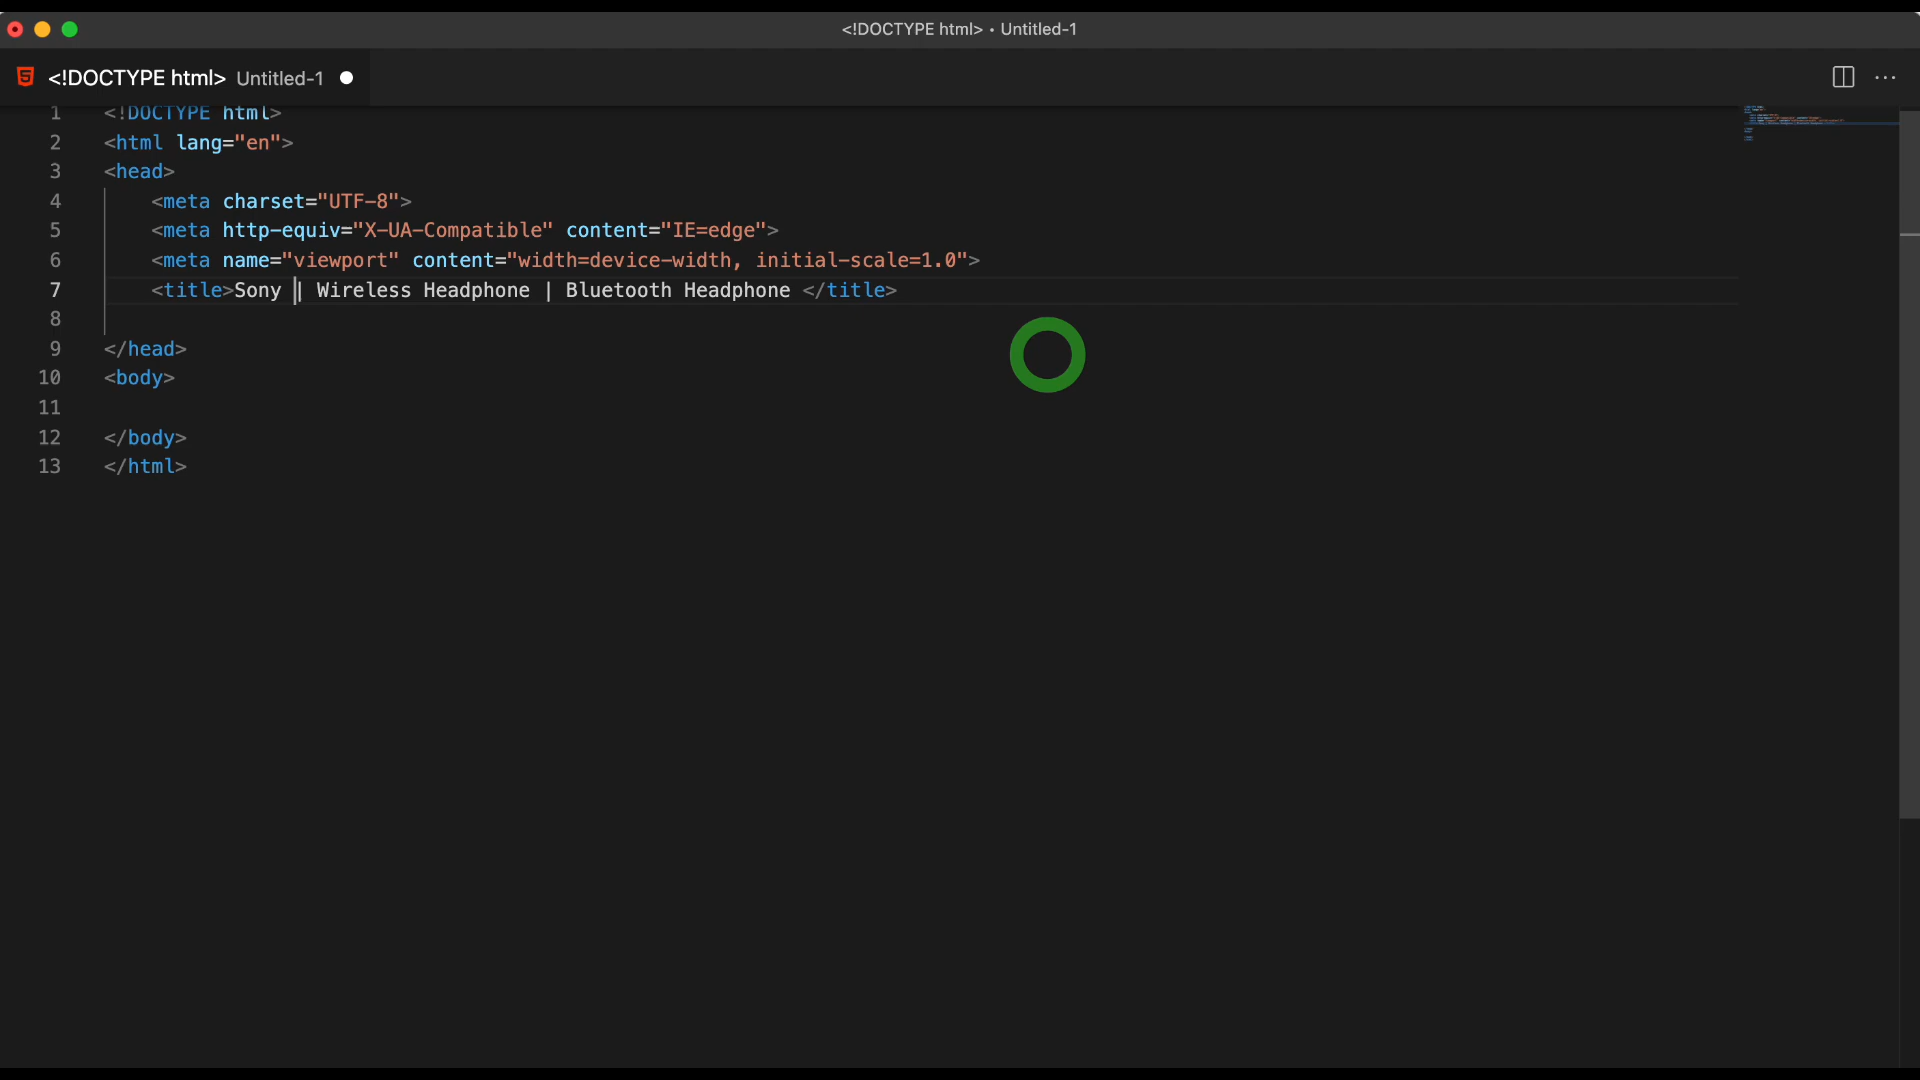 <!DOCTYPE html> • Untitled-1
<!DOCTYPE html> Untitled-1
1 <!DOCTYPE html>
2 <html lang="en">
3 <head>
4 <meta charset="UTF-8">
5 <meta http-equiv="X-UA-Compatible" content="IE=edge">
6 <meta name="viewport" content="width=device-width, initial-scale=1.0">
7 <title>Sony | Wireless Headphone | Bluetooth Headphone </title>
8
9 </head>
10 <body>
11
12 </body>
13 </html>